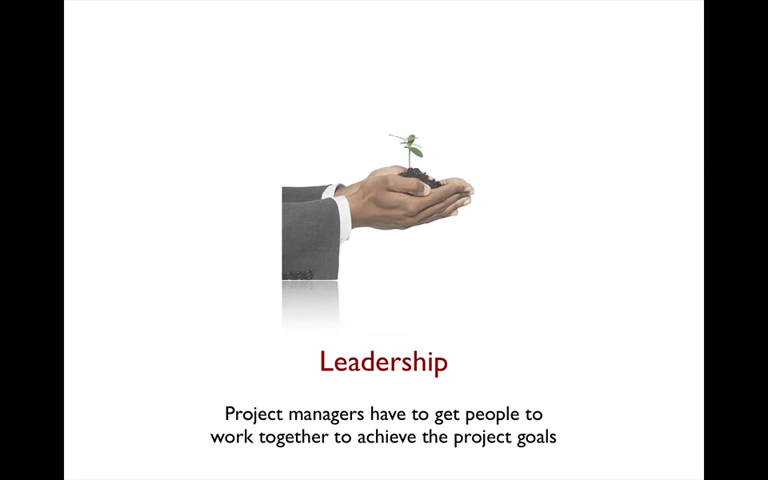 Leadership
Project managers have to get people to
work together to achieve the project goals